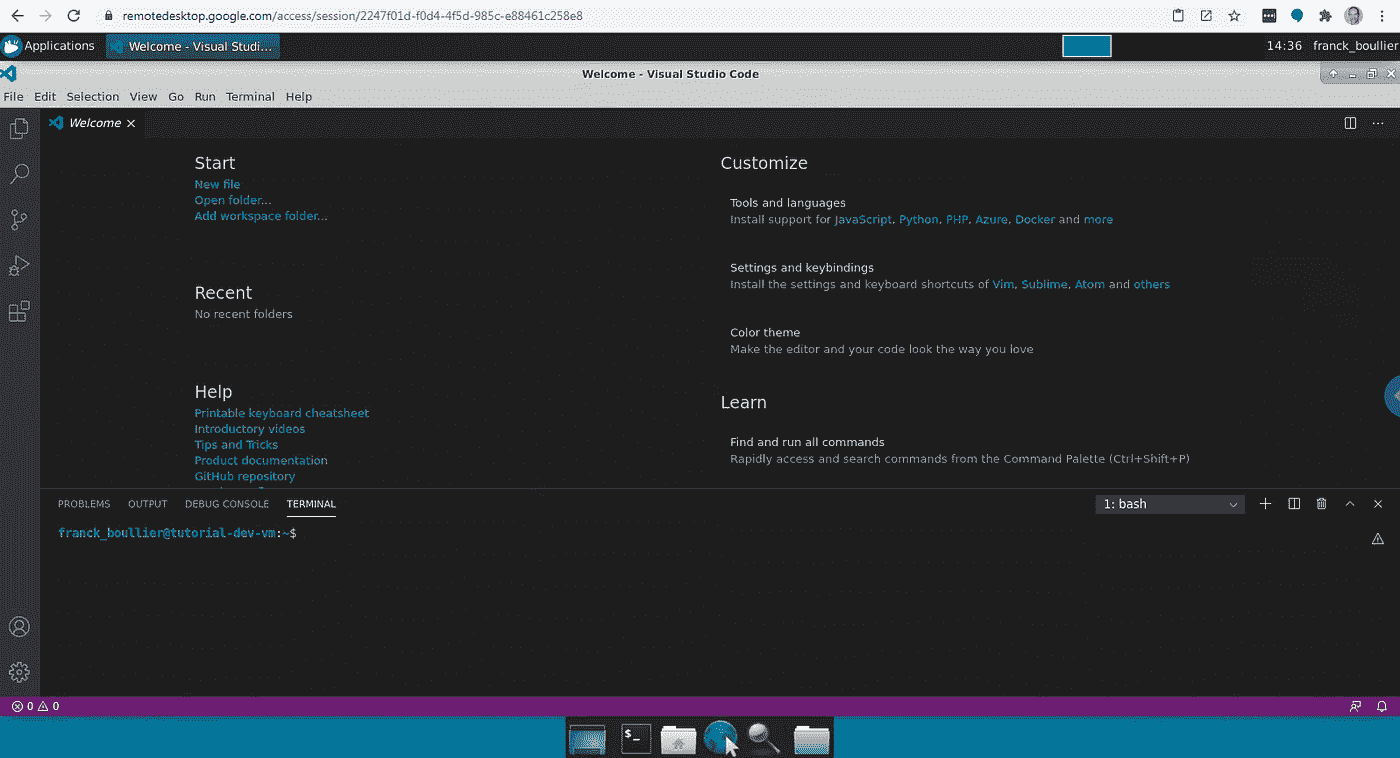 remotedesktop.google.com/access/session/2247f01d-f0d4-4f5d-985c-e88461c258e8
Applications
Welcome - Visual Studi...
14:36 franck_boullier
Welcome - Visual Studio Code
File Edit Selection View Go Run Terminal Help
Welcome
Start
New file
Open folder...
Add workspace folder...
Recent
No recent folders
Help
Printable keyboard cheatsheet
Introductory videos
Tips and Tricks
Product documentation
GitHub repository
Customize
Tools and languages
Install support for JavaScript, Python, PHP, Azure, Docker and more
Settings and keybindings
Install the settings and keyboard shortcuts of Vim, Sublime, Atom and others
Color theme
Make the editor and your code look the way you love
Learn
Find and run all commands
Rapidly access and search commands from the Command Palette (Ctrl+Shift+P)
PROBLEMS OUTPUT DEBUG CONSOLE TERMINAL
1: bash
franck_boullier@tutorial-dev-vm:~$
0 0
$_